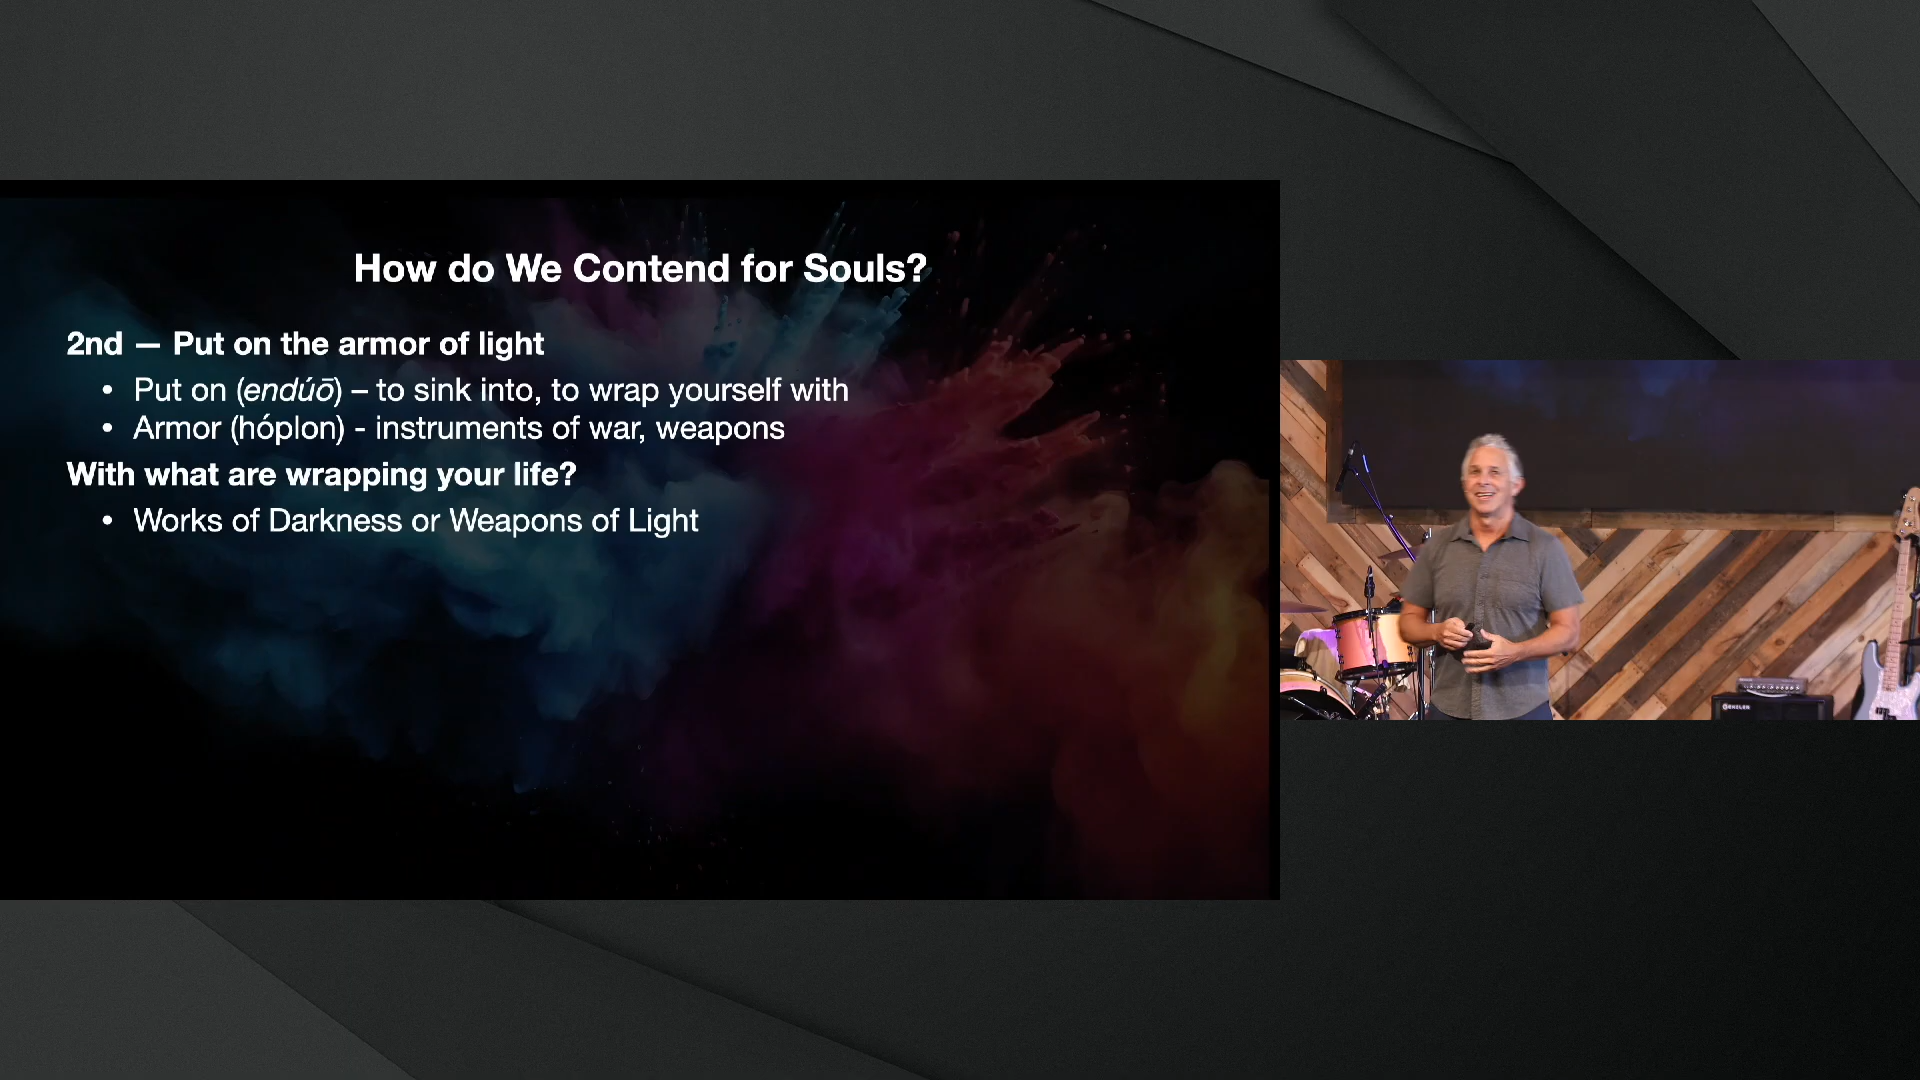 How do We Contend for Souls?
2nd — Put on the armor of light
• Put on (endúō) – to sink into, to wrap yourself with
• Armor (hóplon) - instruments of war, weapons
With what are wrapping your life?
• Works of Darkness or Weapons of Light